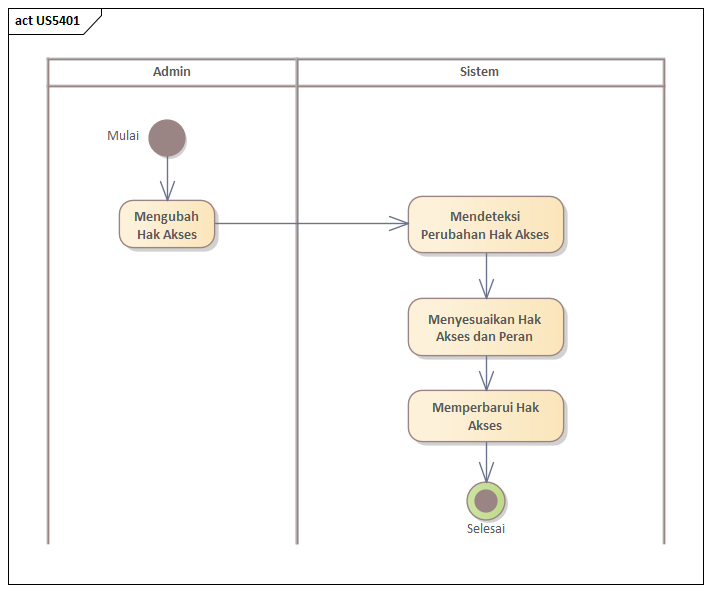 act US5401
Admin
Sistem
Mulai
Mengubah
Hak Akses
Mendeteksi
Perubahan Hak Akses
Menyesuaikan Hak
Akses dan Peran
Memperbarui Hak
Akses
Selesai